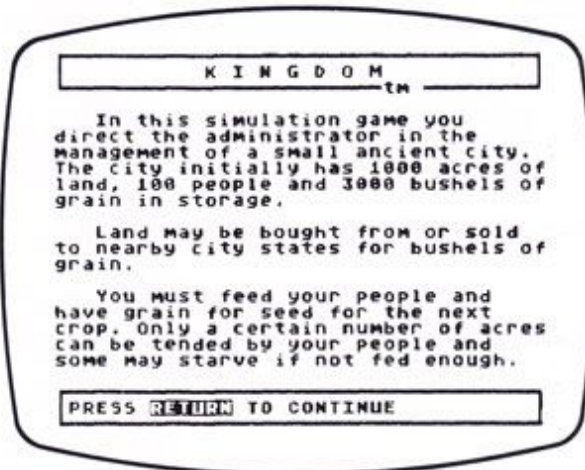 K I N G D O M
tm
In this simulation game you
direct the administrator in the
management of a small ancient city.
The city initially has 1000 acres of
land, 100 people and 3000 bushels of
grain in storage.
Land may be bought from or sold
to nearby city states for bushels of
grain.
You must feed your people and
have grain for seed for the next
crop. Only a certain number of acres
can be tended by your people and
some may starve if not fed enough.
PRESS RETURN TO CONTINUE